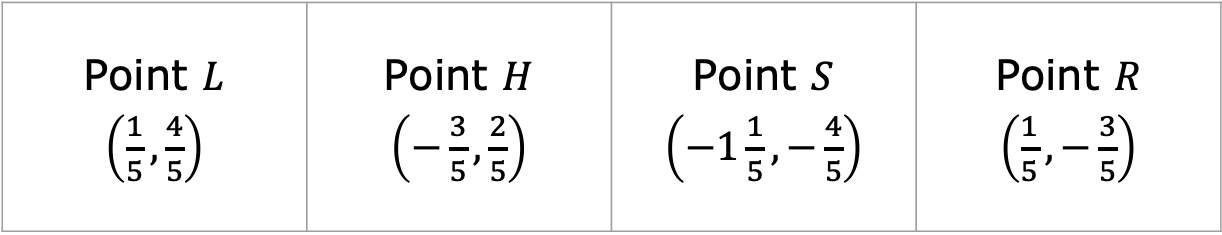 Point L
(1/5, 4/5)
Point H
(−3/5, 2/5)
Point S
(−1 1/5, −4/5)
Point R
(1/5, −3/5)